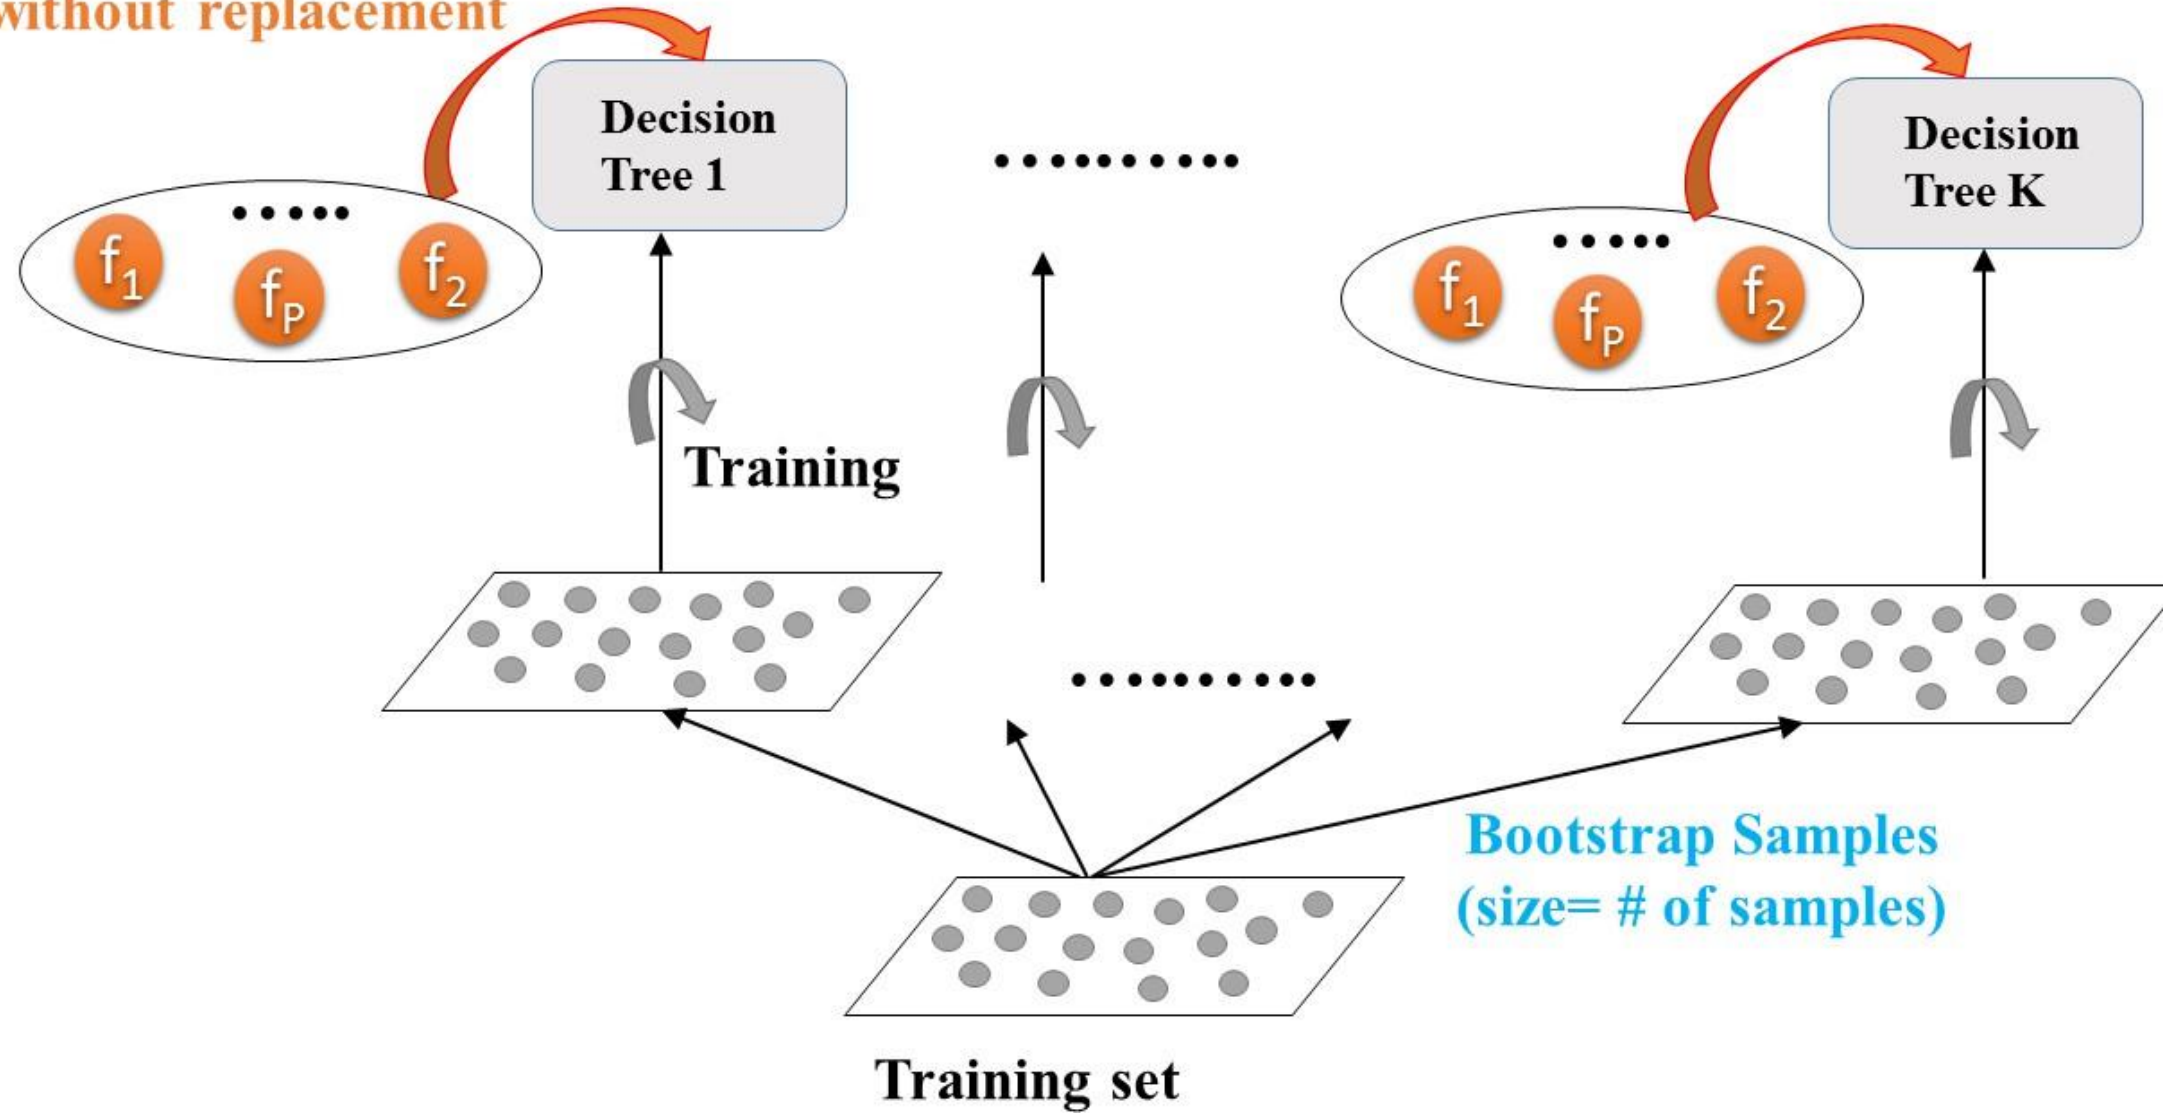 without replacement
Decision
Tree 1
Decision
Tree K
f1
fP
f2
f1
fP
f2
Training
Bootstrap Samples
(size= # of samples)
Training set